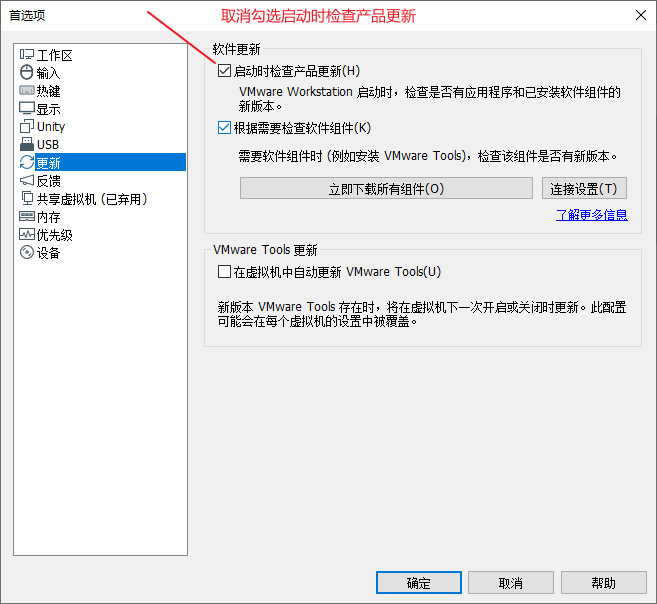 首选项
取消勾选启动时检查产品更新
工作区
输入
热键
显示
Unity
USB
更新
反馈
共享虚拟机 (已弃用)
内存
优先级
设备
软件更新
启动时检查产品更新(H)
VMware Workstation 启动时，检查是否有应用程序和已安装软件组件的
新版本。
根据需要检查软件组件(K)
需要软件组件时 (例如安装 VMware Tools)，检查该组件是否有新版本。
立即下载所有组件(O)
连接设置(T)
了解更多信息
VMware Tools 更新
在虚拟机中自动更新 VMware Tools(U)
新版本 VMware Tools 存在时，将在虚拟机下一次开启或关闭时更新。此配置
可能会在每个虚拟机的设置中被覆盖。
确定
取消
帮助